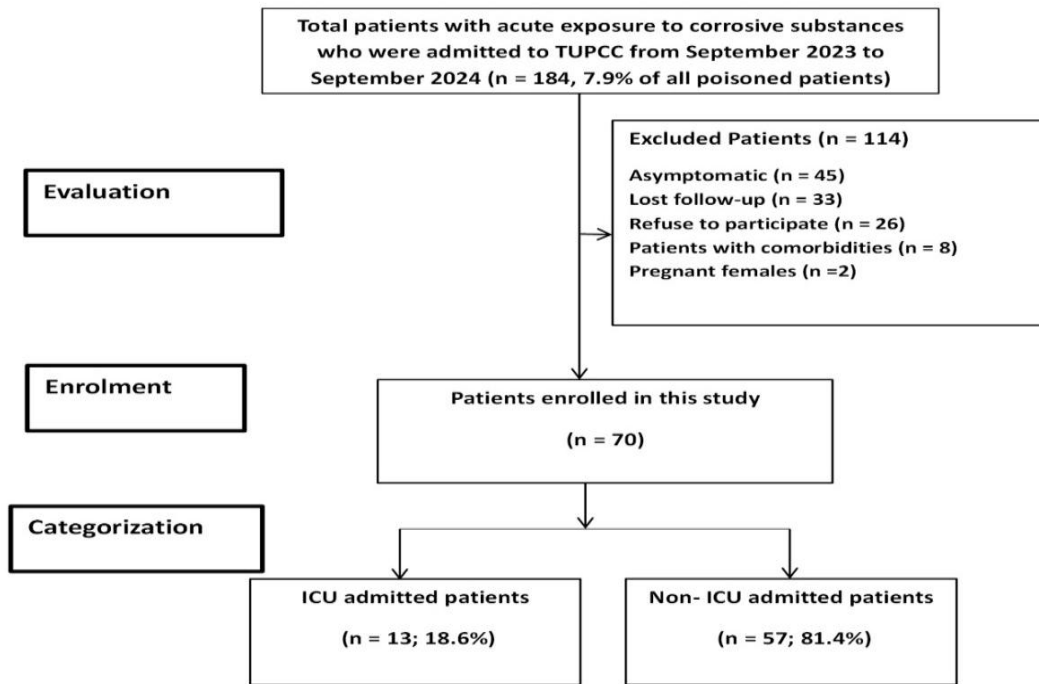 Total patients with acute exposure to corrosive substances
who were admitted to TUPCC from September 2023 to
September 2024 (n = 184, 7.9% of all poisoned patients)
Excluded Patients (n = 114)
Asymptomatic (n = 45)
Lost follow-up (n = 33)
Refuse to participate (n = 26)
Patients with comorbidities (n = 8)
Pregnant females (n =2)
Evaluation
Enrolment
Patients enrolled in this study
(n = 70)
Categorization
ICU admitted patients
(n = 13; 18.6%)
Non- ICU admitted patients
(n = 57; 81.4%)